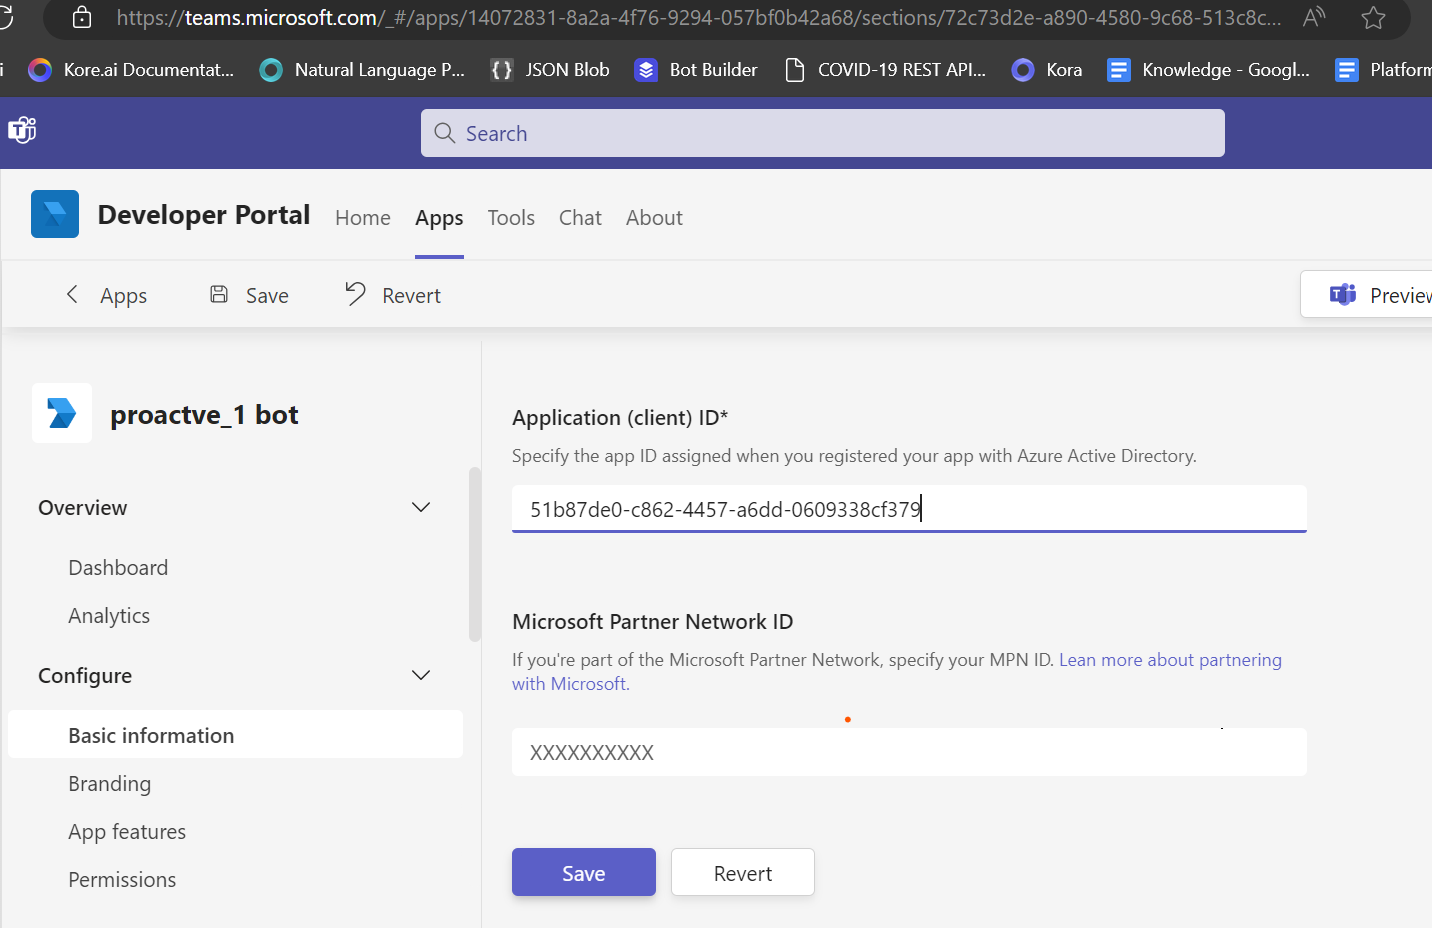 https://teams.microsoft.com/_#/apps/14072831-8a2a-4f76-9294-057bf0b42a68/sections/72c73d2e-a890-4580-9c68-513c8c...
i Kore.ai Documentat... Natural Language P... JSON Blob Bot Builder COVID-19 REST API... Kora Knowledge - Googl... Platform
Search
Developer Portal Home Apps Tools Chat About
Apps Save Revert Preview
proactve_1 bot
Overview
Dashboard
Analytics
Configure
Basic information
Branding
App features
Permissions
Application (client) ID*
Specify the app ID assigned when you registered your app with Azure Active Directory.
51b87de0-c862-4457-a6dd-0609338cf379
Microsoft Partner Network ID
If you're part of the Microsoft Partner Network, specify your MPN ID. Lean more about partnering
with Microsoft.
XXXXXXXXXX
Save Revert